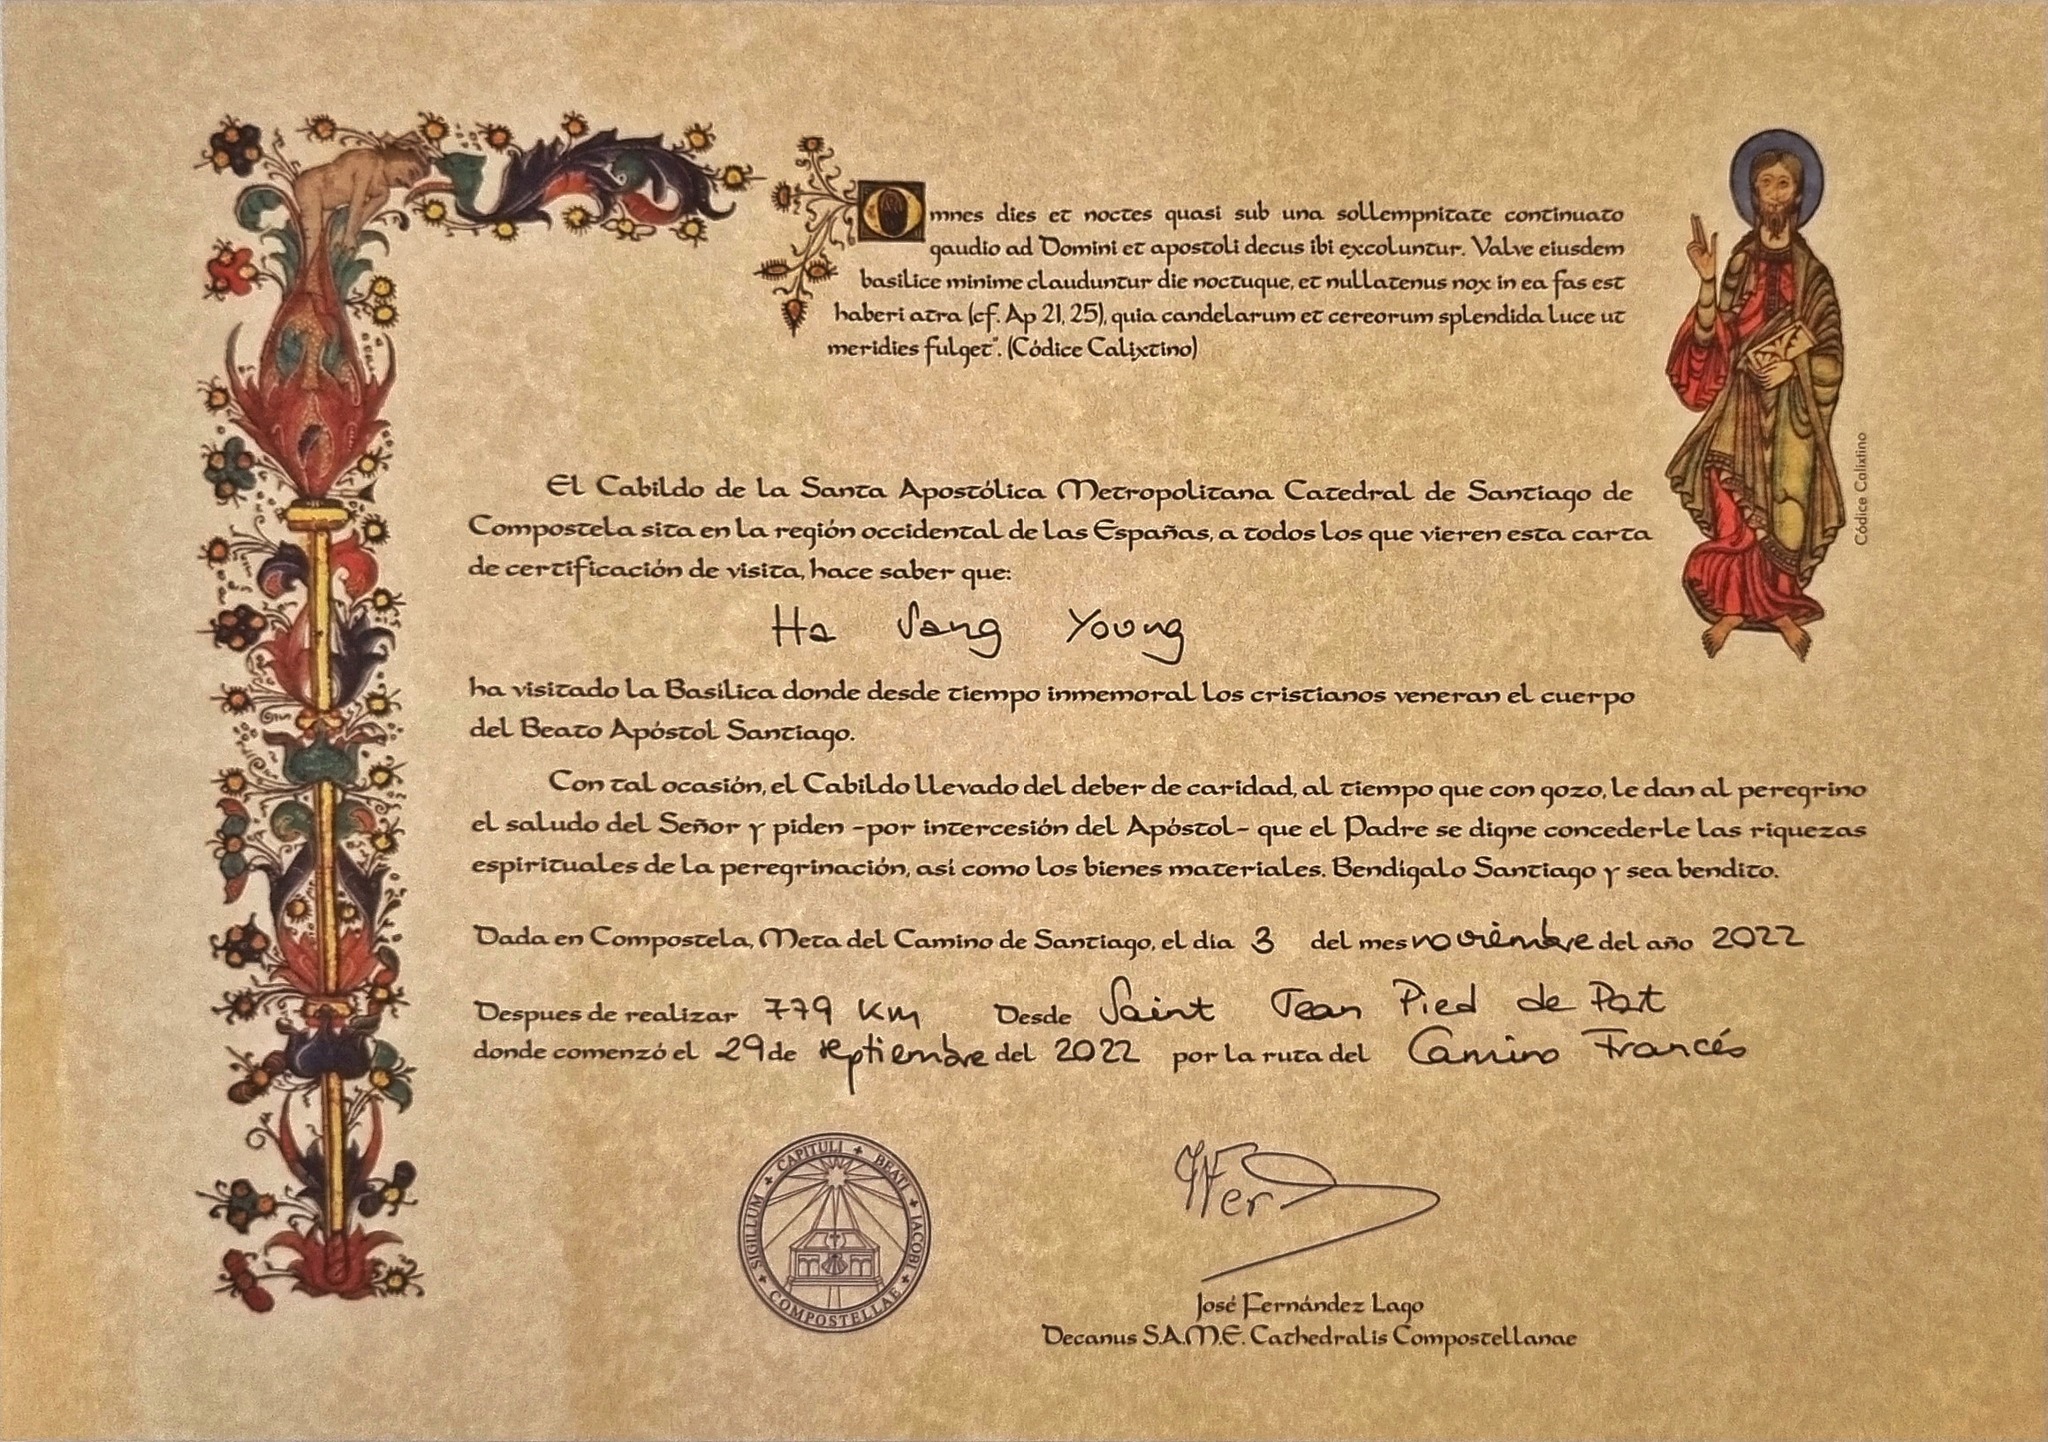 Omnes dies et noctes quasi sub una sollempnitate continuato
gaudio ad Domini et apostoli decus ibi excoluntur. Valve eiusdem
basilice minime clauduntur die noctuque, et nullatenus nox in ea fas est
haberi atra (cf. Ap 21, 25), quia candelarum et cereorum splendida luce ut
meridies fulget". (Códice Calixtino)
Códice Calixtino
El Cabildo de la Santa Apostólica Metropolitana Catedral de Santiago de
Compostela sita en la región occidental de las Españas, a todos los que vieren esta carta
de certificación de visita, hace saber que:
Ha Sang Young
ha visitado la Basílica donde desde tiempo inmemoral los cristianos veneran el cuerpo
del Beato Apóstol Santiago.
Con tal ocasión, el Cabildo llevado del deber de caridad, al tiempo que con gozo, le dan al peregrino
el saludo del Señor y piden -por intercesión del Apóstol- que el Padre se digne concederle las riquezas
espirituales de la peregrinación, así como los bienes materiales. Bendígalo Santiago y sea bendito.
Dada en Compostela, Meta del Camino de Santiago, el día 3 del mes noviembre del año 2022
Despues de realizar 779 Km Desde Saint Jean Pied de Port
donde comenzó el 29 de septiembre del 2022 por la ruta del Camino Francés
SIGILLUM + CAPITULI + BEATI + IACOBI + COMPOSTELLAE +
José Fernández Lago
Decanus S.A.M.E. Cathedralis Compostellanae